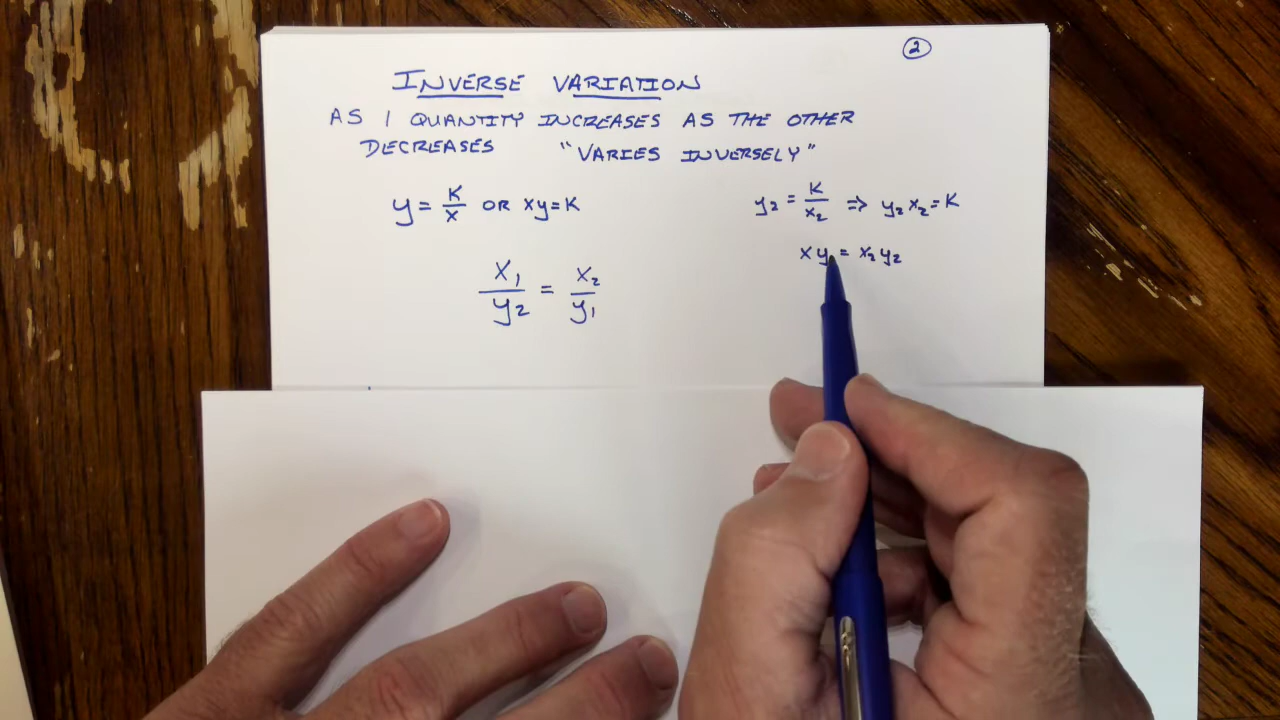 2
INVERSE VARIATION
AS 1 QUANTITY INCREASES AS THE OTHER
DECREASES "VARIES INVERSELY"
y = K/x OR xy = K
y₂ = K/x₂ ⇒ y₂x₂ = K
xy = x₂y₂
x₁/y₂ = x₂/y₁